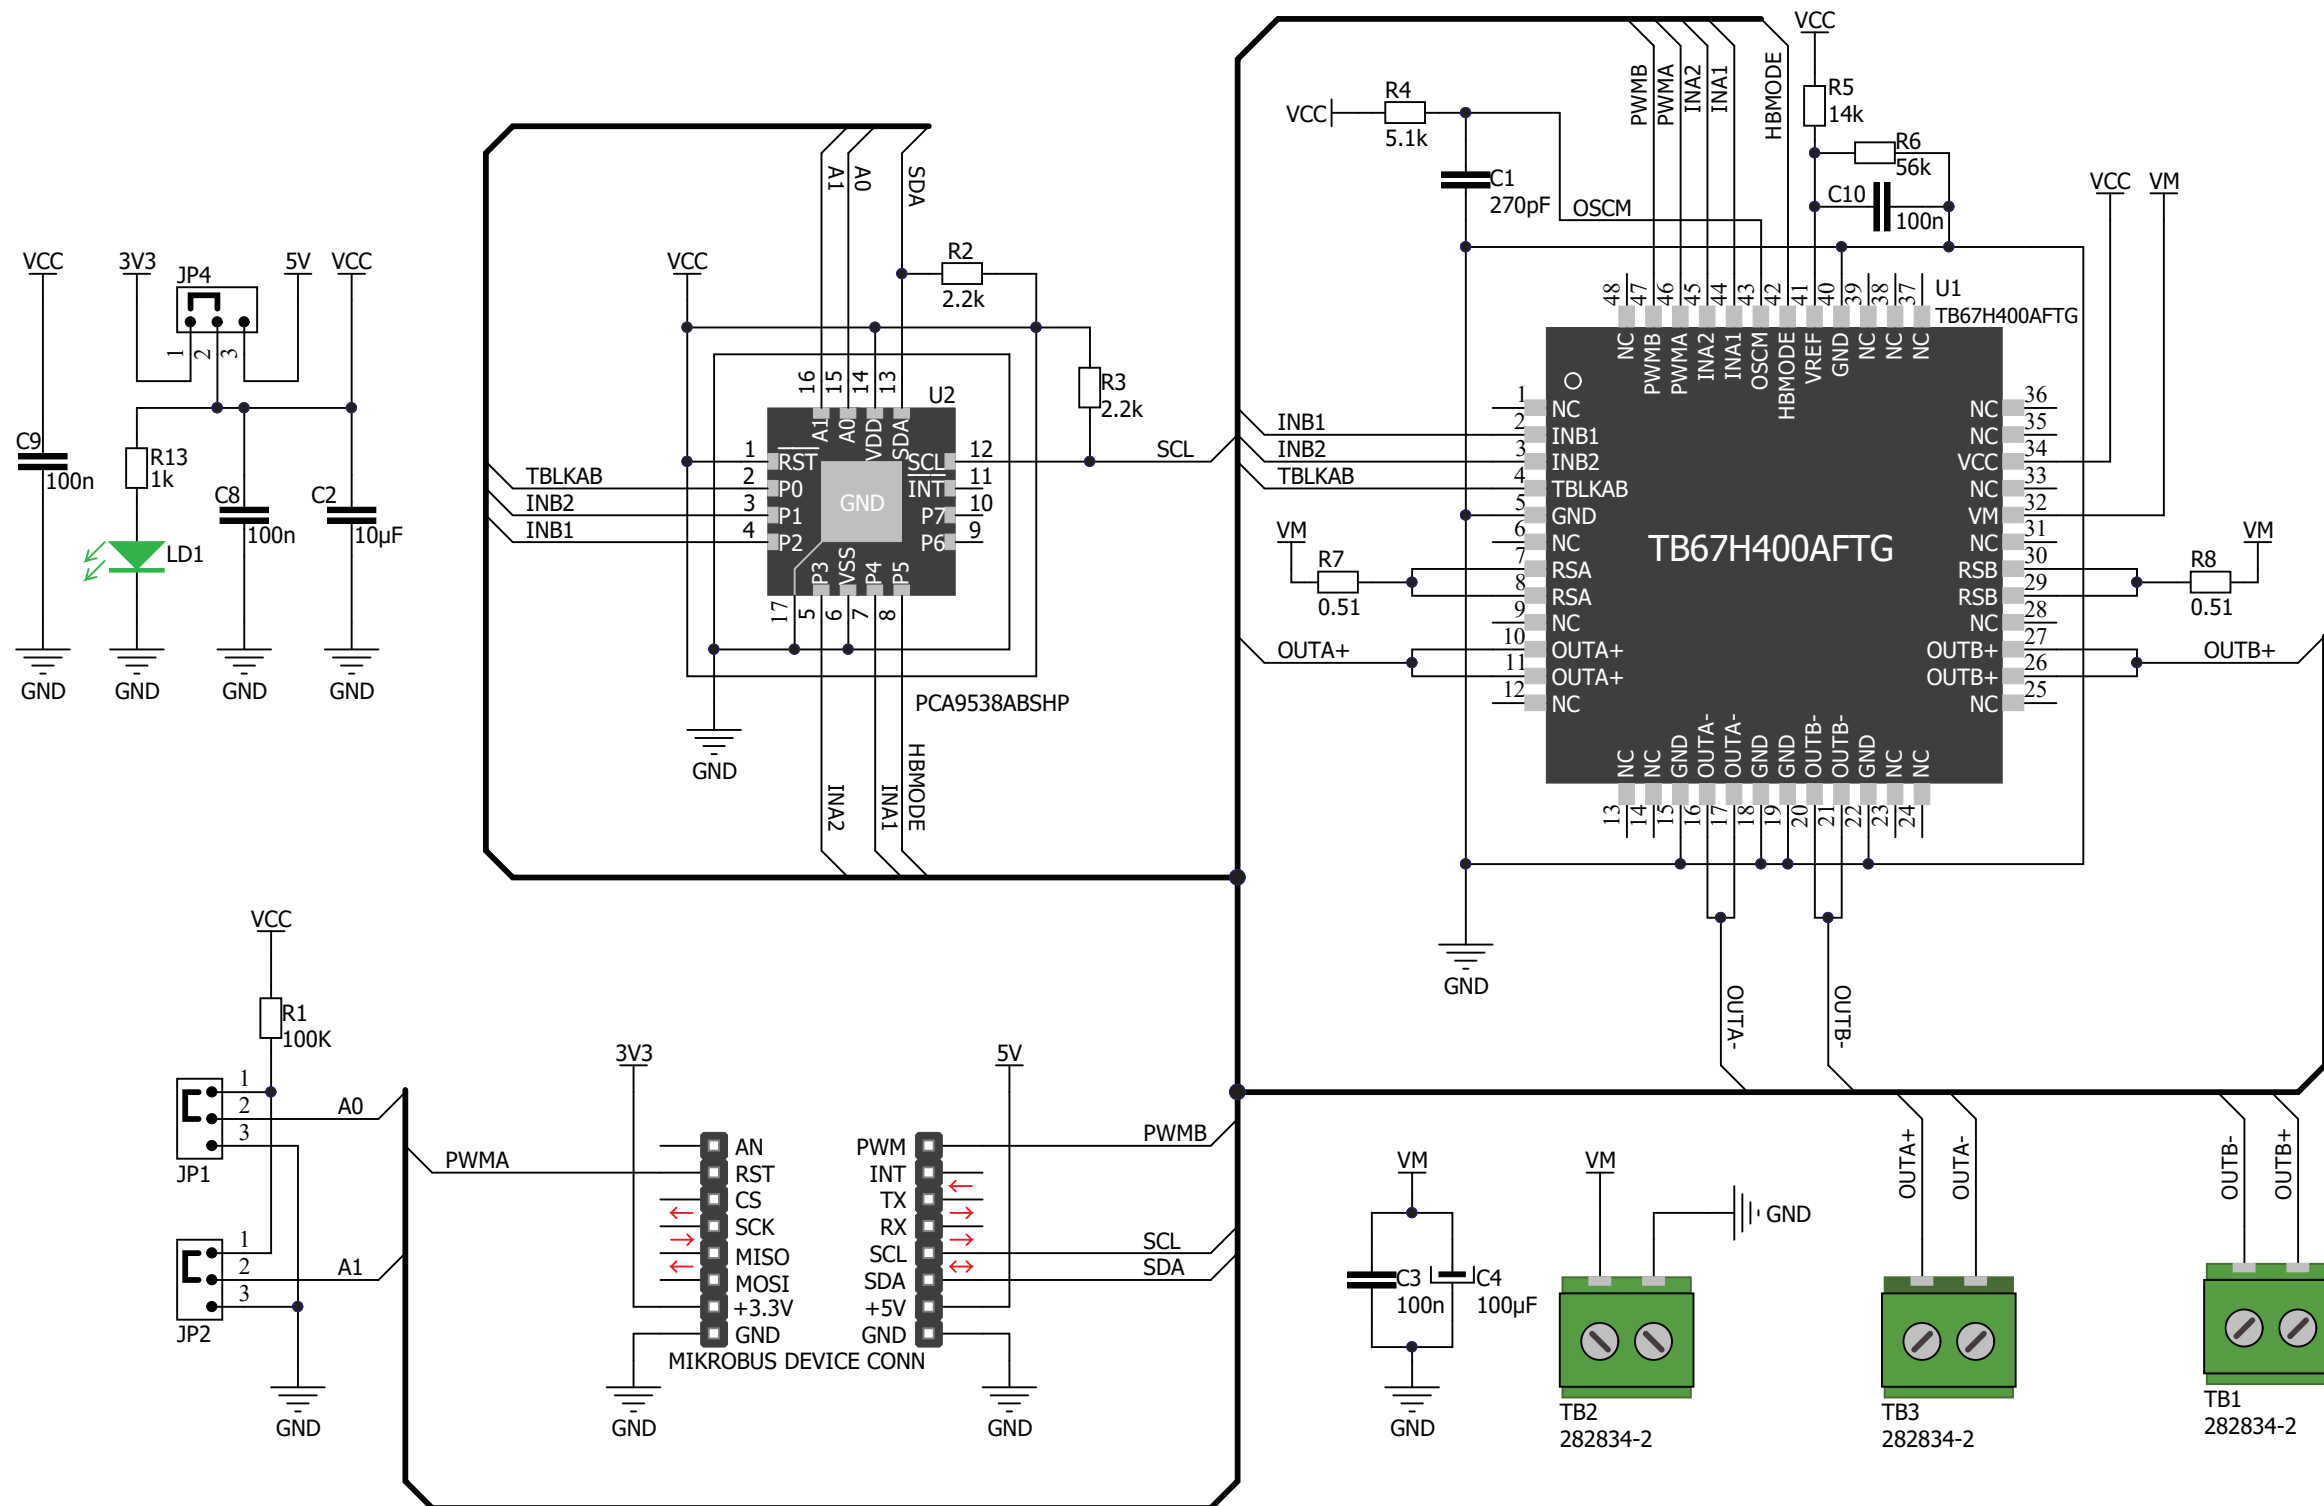 VCC
3V3
JP4
5V
VCC
1
2
3
C9
100n
R13
1k
LD1
C8
100n
C2
10µF
GND
GND
GND
GND
A1
A0
SDA
R2
2.2k
VCC
R3
2.2k
16
15
14
13
U2
A1
A0
VDD
SDA
1
RST
SCL
12
SCL
TBLKAB
2
P0
INT
11
INB2
3
P1
GND
P7
10
INB1
4
P2
P6
9
P3
VSS
P4
P5
17
5
6
7
8
PCA9538ABSHP
GND
INA2
INA1
HBMODE
PWMB
PWMA
INA2
INA1
HBMODE
VCC
R4
5.1k
C1
270pF
OSCM
VCC
R5
14k
R6
56k
C10
100n
VCC
VM
48
47
46
45
44
43
42
41
40
39
38
37
U1
TB67H400AFTG
NC
PWMB
PWMA
INA2
INA1
OSCM
HBMODE
VREF
GND
NC
NC
NC
1
NC
NC
36
INB1
2
INB1
NC
35
INB2
3
INB2
VCC
34
TBLKAB
4
TBLKAB
NC
33
5
GND
VM
32
6
NC
NC
31
TB67H400AFTG
VM
R7
0.51
7
RSA
RSB
30
8
RSA
RSB
29
R8
0.51
VM
9
NC
NC
28
OUTA+
10
OUTA+
OUTB+
27
OUTB+
11
OUTA+
OUTB+
26
12
NC
NC
25
NC
NC
GND
OUTA-
OUTA-
GND
GND
OUTB-
OUTB-
GND
NC
NC
13
14
15
16
17
18
19
20
21
22
23
24
GND
OUTA-
OUTB-
VCC
R1
100K
1
2
3
A0
JP1
1
2
3
A1
JP2
GND
PWMA
3V3
5V
AN
PWM
PWMB
RST
INT
CS
TX
SCK
RX
MISO
SCL
SCL
MOSI
SDA
SDA
+3.3V
+5V
GND
GND
MIKROBUS DEVICE CONN
GND
GND
VM
C3
100n
C4
100µF
GND
VM
GND
TB2
282834-2
OUTA+
OUTA-
TB3
282834-2
OUTB-
OUTB+
TB1
282834-2